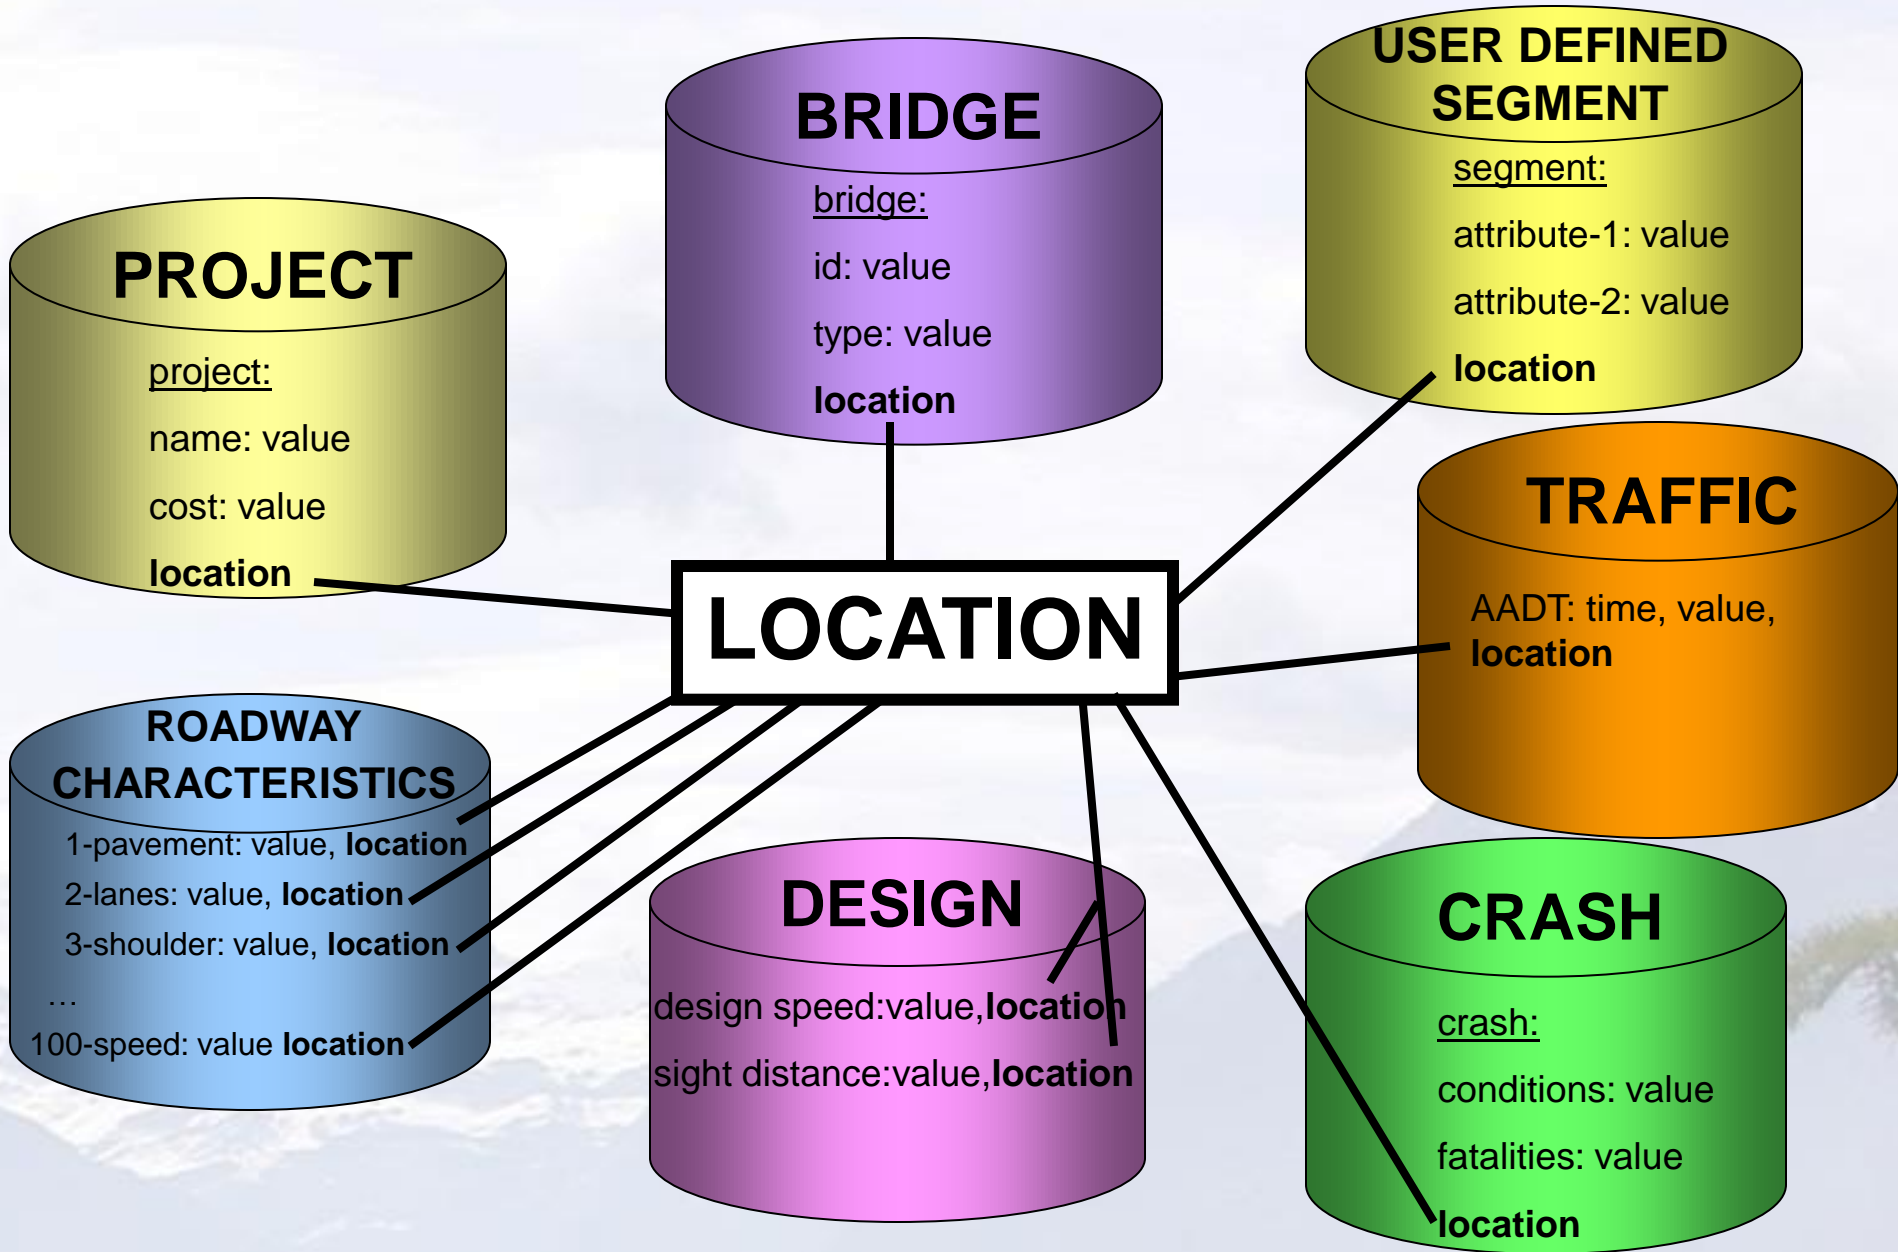 PROJECT
project:
name: value
cost: value
location
BRIDGE
bridge:
id: value
type: value
location
USER DEFINED
SEGMENT
segment:
attribute-1: value
attribute-2: value
location
LOCATION
TRAFFIC
AADT: time, value,
location
ROADWAY
CHARACTERISTICS
1-pavement: value, location
2-lanes: value, location
3-shoulder: value, location
...
100-speed: value location
DESIGN
design speed:value,location
sight distance:value,location
CRASH
crash:
conditions: value
fatalities: value
location